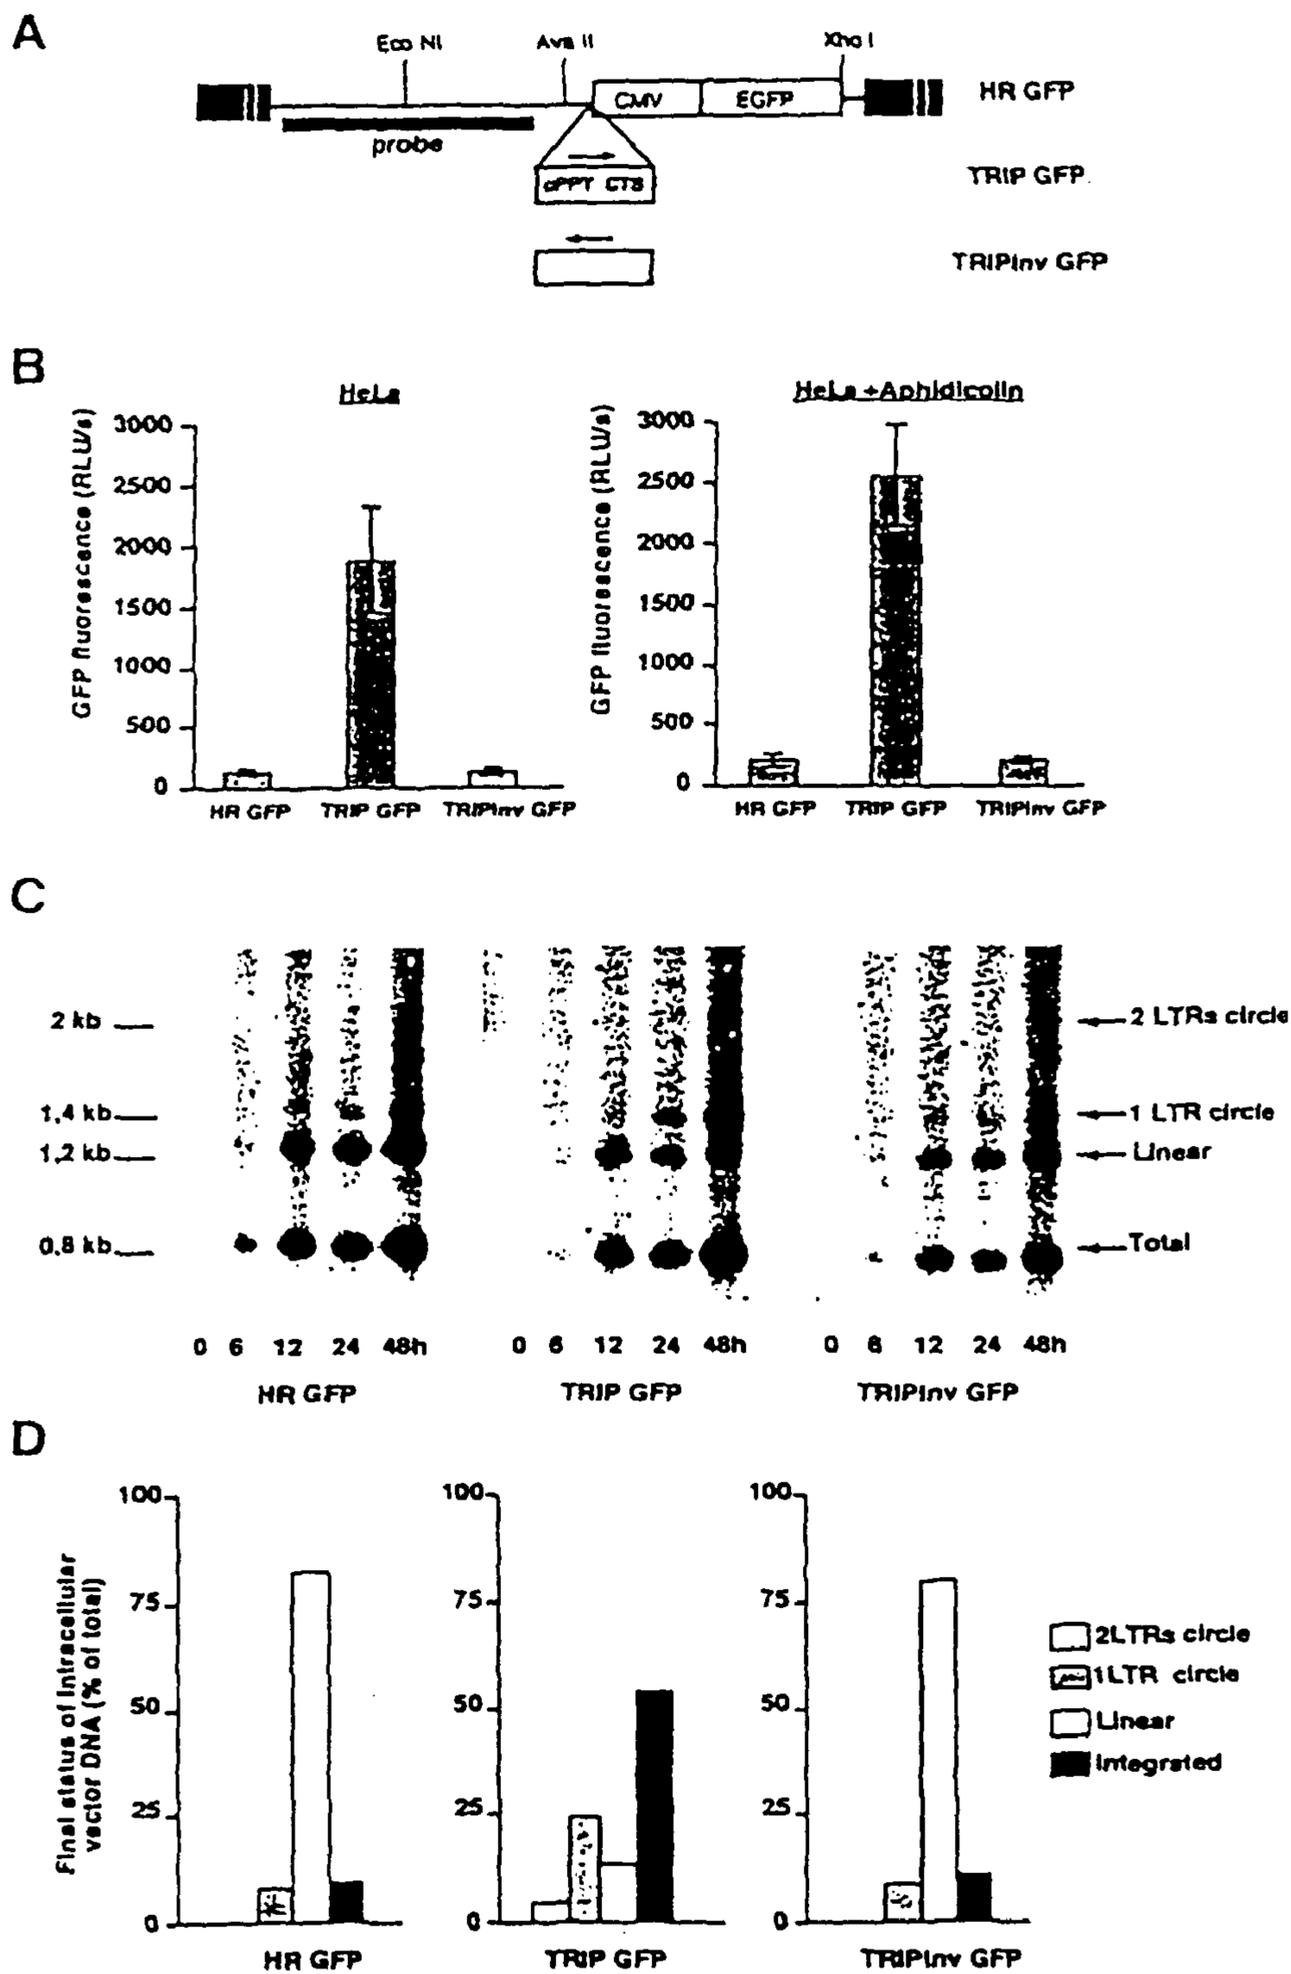 A
Eco NI
Ava II
Xho I
CMV
EGFP
HR GFP
probe
cPPT CTS
TRIP GFP
TRIPinv GFP
B
HeLa
GFP fluorescence (RLU/s)
3000
2500
2000
1500
1000
500
0
HR GFP
TRIP GFP
TRIPinv GFP
HeLa +Aphidicolin
GFP fluorescence (RLU/s)
3000
2500
2000
1500
1000
500
0
HR GFP
TRIP GFP
TRIPinv GFP
C
2 kb
1,4 kb
1,2 kb
0,8 kb
2 LTRs circle
1 LTR circle
Linear
Total
0 6 12 24 48h
HR GFP
0 6 12 24 48h
TRIP GFP
0 6 12 24 48h
TRIPinv GFP
D
Final status of intracellular
vector DNA (% of total)
100
75
50
25
0
HR GFP
100
75
50
25
0
TRIP GFP
100
75
50
25
0
TRIPinv GFP
2LTRs circle
1LTR circle
Linear
Integrated